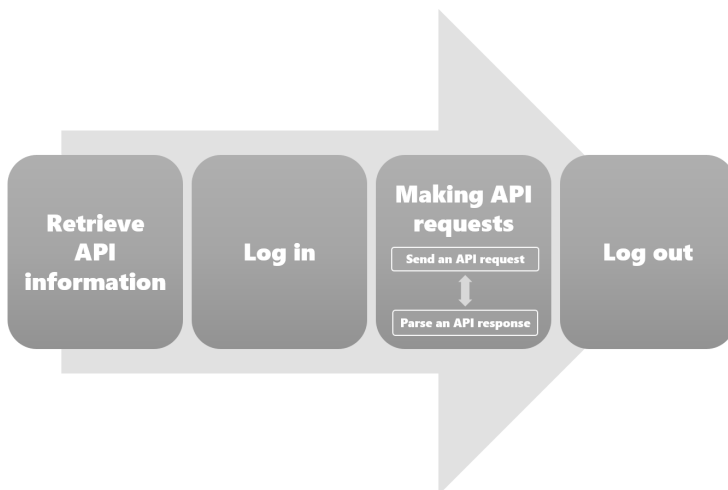 Retrieve
API
information
Log in
Making API
requests
Send an API request
Parse an API response
Log out